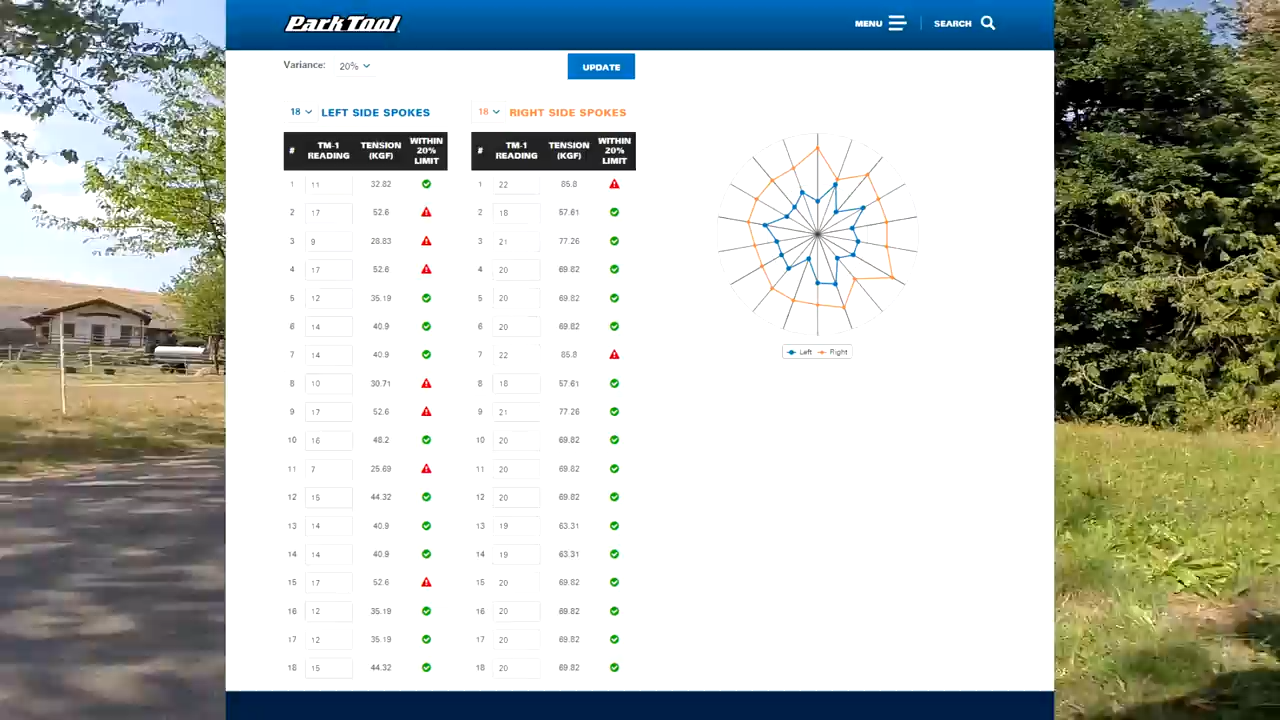 Park Tool
MENU
SEARCH
Variance: 20%
UPDATE
18 LEFT SIDE SPOKES
18 RIGHT SIDE SPOKES
# TM-1 READING TENSION (KGF) WITHIN 20% LIMIT
# TM-1 READING TENSION (KGF) WITHIN 20% LIMIT
1 11 32.82 1 22 85.8
2 17 52.6 2 18 57.61
3 9 28.83 3 21 77.26
4 17 52.6 4 20 69.82
5 12 35.19 5 20 69.82
6 14 40.9 6 20 69.82
7 14 40.9 7 22 85.8
8 10 30.71 8 18 57.61
9 17 52.6 9 21 77.26
10 16 48.2 10 20 69.82
11 7 25.69 11 20 69.82
12 15 44.32 12 20 69.82
13 14 40.9 13 19 63.31
14 14 40.9 14 19 63.31
15 17 52.6 15 20 69.82
16 12 35.19 16 20 69.82
17 12 35.19 17 20 69.82
18 15 44.32 18 20 69.82
Left Right